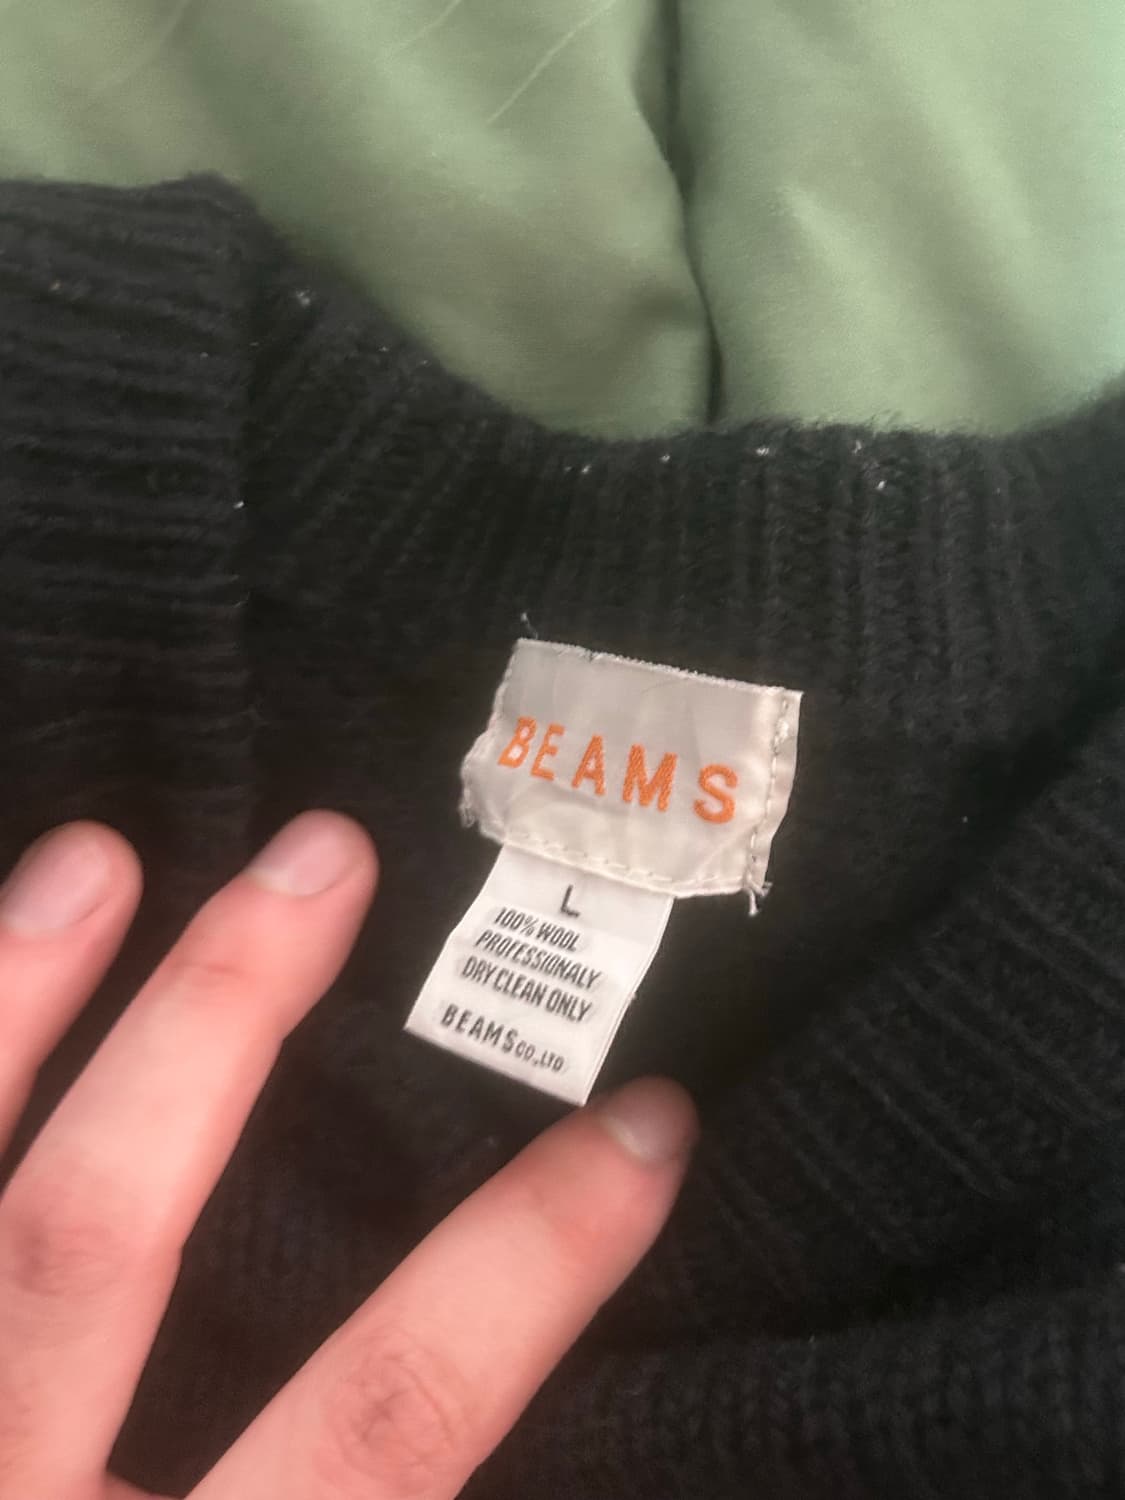 BEAMS
L
100% WOOL
PROFESSIONALY
DRY CLEAN ONLY
BEAMS CO.,LTD